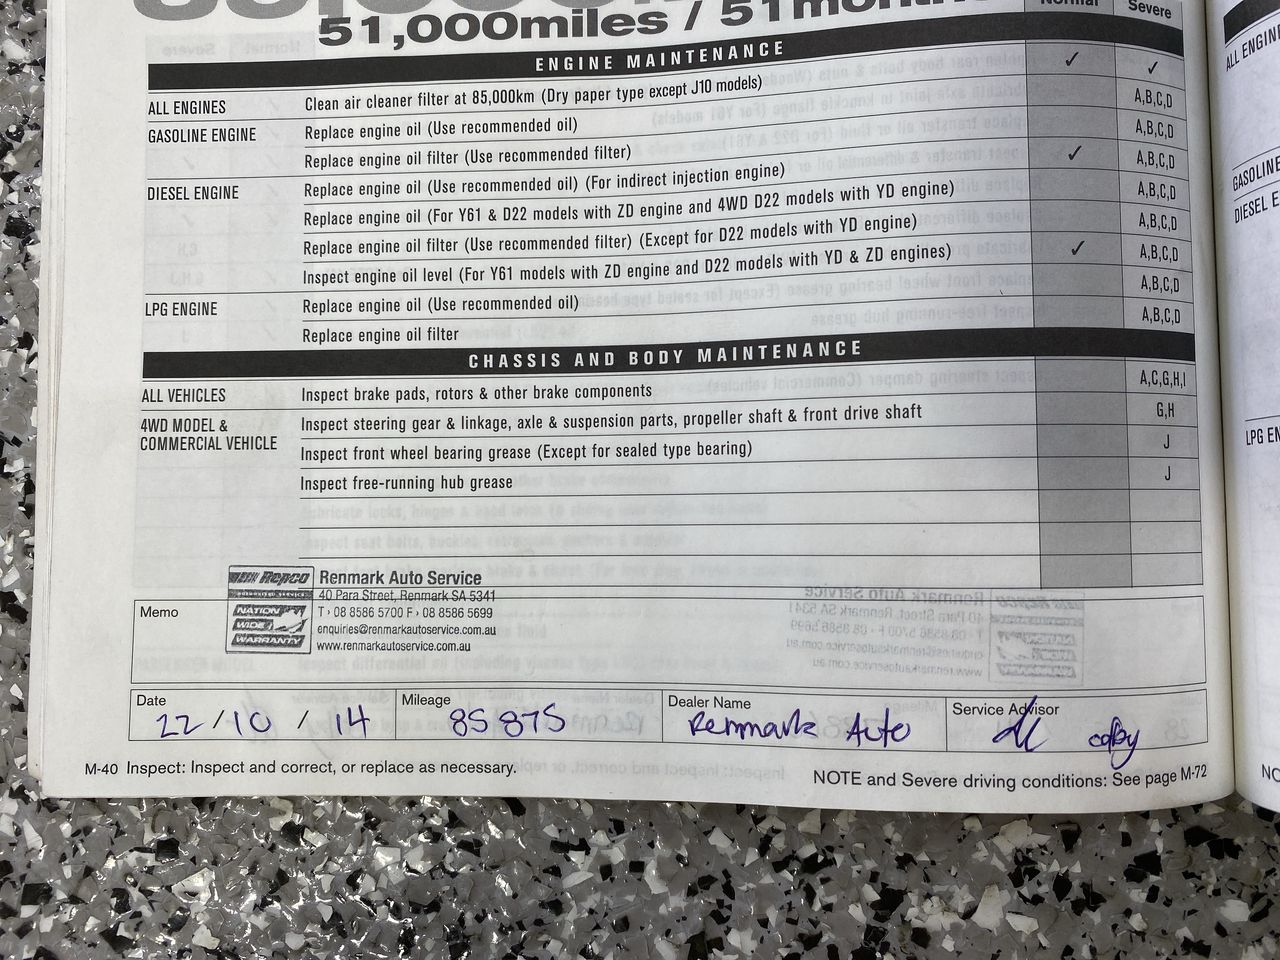 51,000miles / 51months
Normal Severe
ENGINE MAINTENANCE
ALL ENGINES Clean air cleaner filter at 85,000km (Dry paper type except J10 models) ✓ ✓
GASOLINE ENGINE Replace engine oil (Use recommended oil) A,B,C,D
Replace engine oil filter (Use recommended filter) A,B,C,D
DIESEL ENGINE Replace engine oil (Use recommended oil) (For indirect injection engine) ✓ A,B,C,D
Replace engine oil (For Y61 & D22 models with ZD engine and 4WD D22 models with YD engine) A,B,C,D
Replace engine oil filter (Use recommended filter) (Except for D22 models with YD engine) A,B,C,D
Inspect engine oil level (For Y61 models with ZD engine and D22 models with YD & ZD engines) ✓ A,B,C,D
LPG ENGINE Replace engine oil (Use recommended oil) A,B,C,D
Replace engine oil filter A,B,C,D
CHASSIS AND BODY MAINTENANCE
ALL VEHICLES Inspect brake pads, rotors & other brake components A,C,G,H,I
4WD MODEL & Inspect steering gear & linkage, axle & suspension parts, propeller shaft & front drive shaft G,H
COMMERCIAL VEHICLE Inspect front wheel bearing grease (Except for sealed type bearing) J
Inspect free-running hub grease J
Repco Renmark Auto Service
40 Para Street, Renmark SA 5341
Memo NATION T › 08 8586 5700 F › 08 8586 5699
WIDE enquiries@renmarkautoservice.com.au
WARRANTY www.renmarkautoservice.com.au
Date Mileage Dealer Name Service Advisor
22/10/14 85875 Renmark Auto
M-40 Inspect: Inspect and correct, or replace as necessary.
NOTE and Severe driving conditions: See page M-72
ALL ENGINE
GASOLINE
DIESEL E
LPG EN